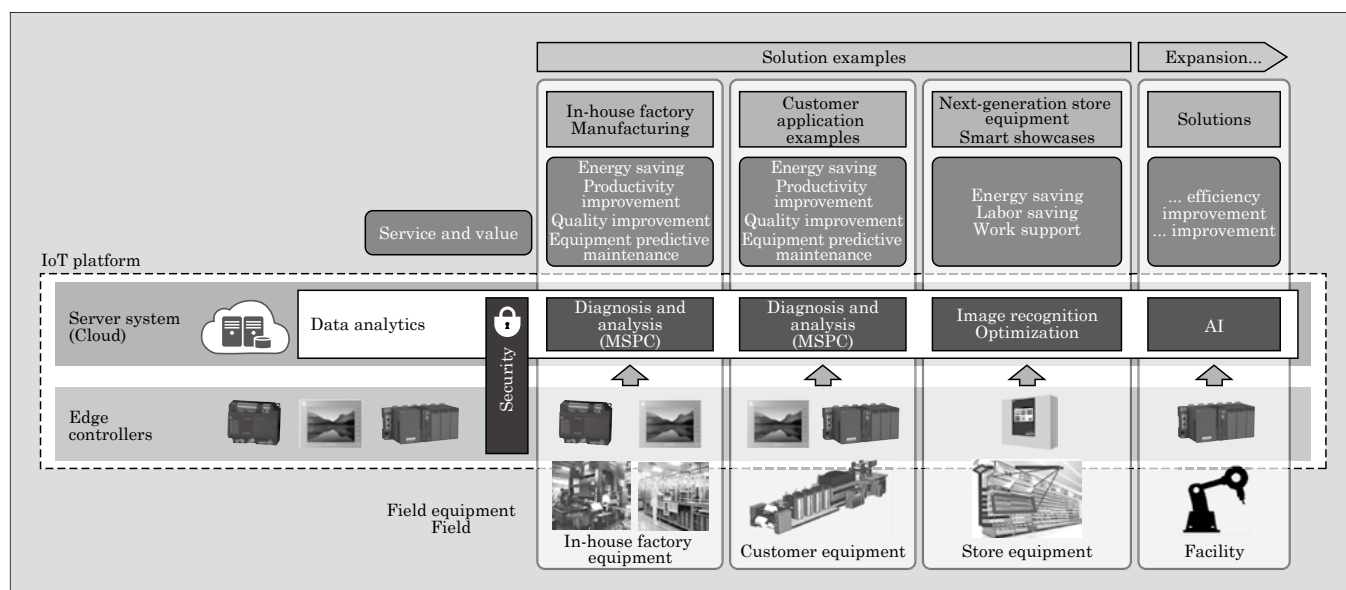 Solution examples
Expansion...
In-house factory
Manufacturing
Customer
application
examples
Next-generation store
equipment
Smart showcases
Solutions
Service and value
Energy saving
Productivity
improvement
Quality improvement
Equipment predictive
maintenance
Energy saving
Productivity
improvement
Quality improvement
Equipment predictive
maintenance
Energy saving
Labor saving
Work support
... efficiency
improvement
... improvement
IoT platform
Server system
(Cloud)
Data analytics
Security
Diagnosis and
analysis
(MSPC)
Diagnosis and
analysis
(MSPC)
Image recognition
Optimization
AI
Edge
controllers
Field equipment
Field
In-house factory
equipment
Customer equipment
Store equipment
Facility